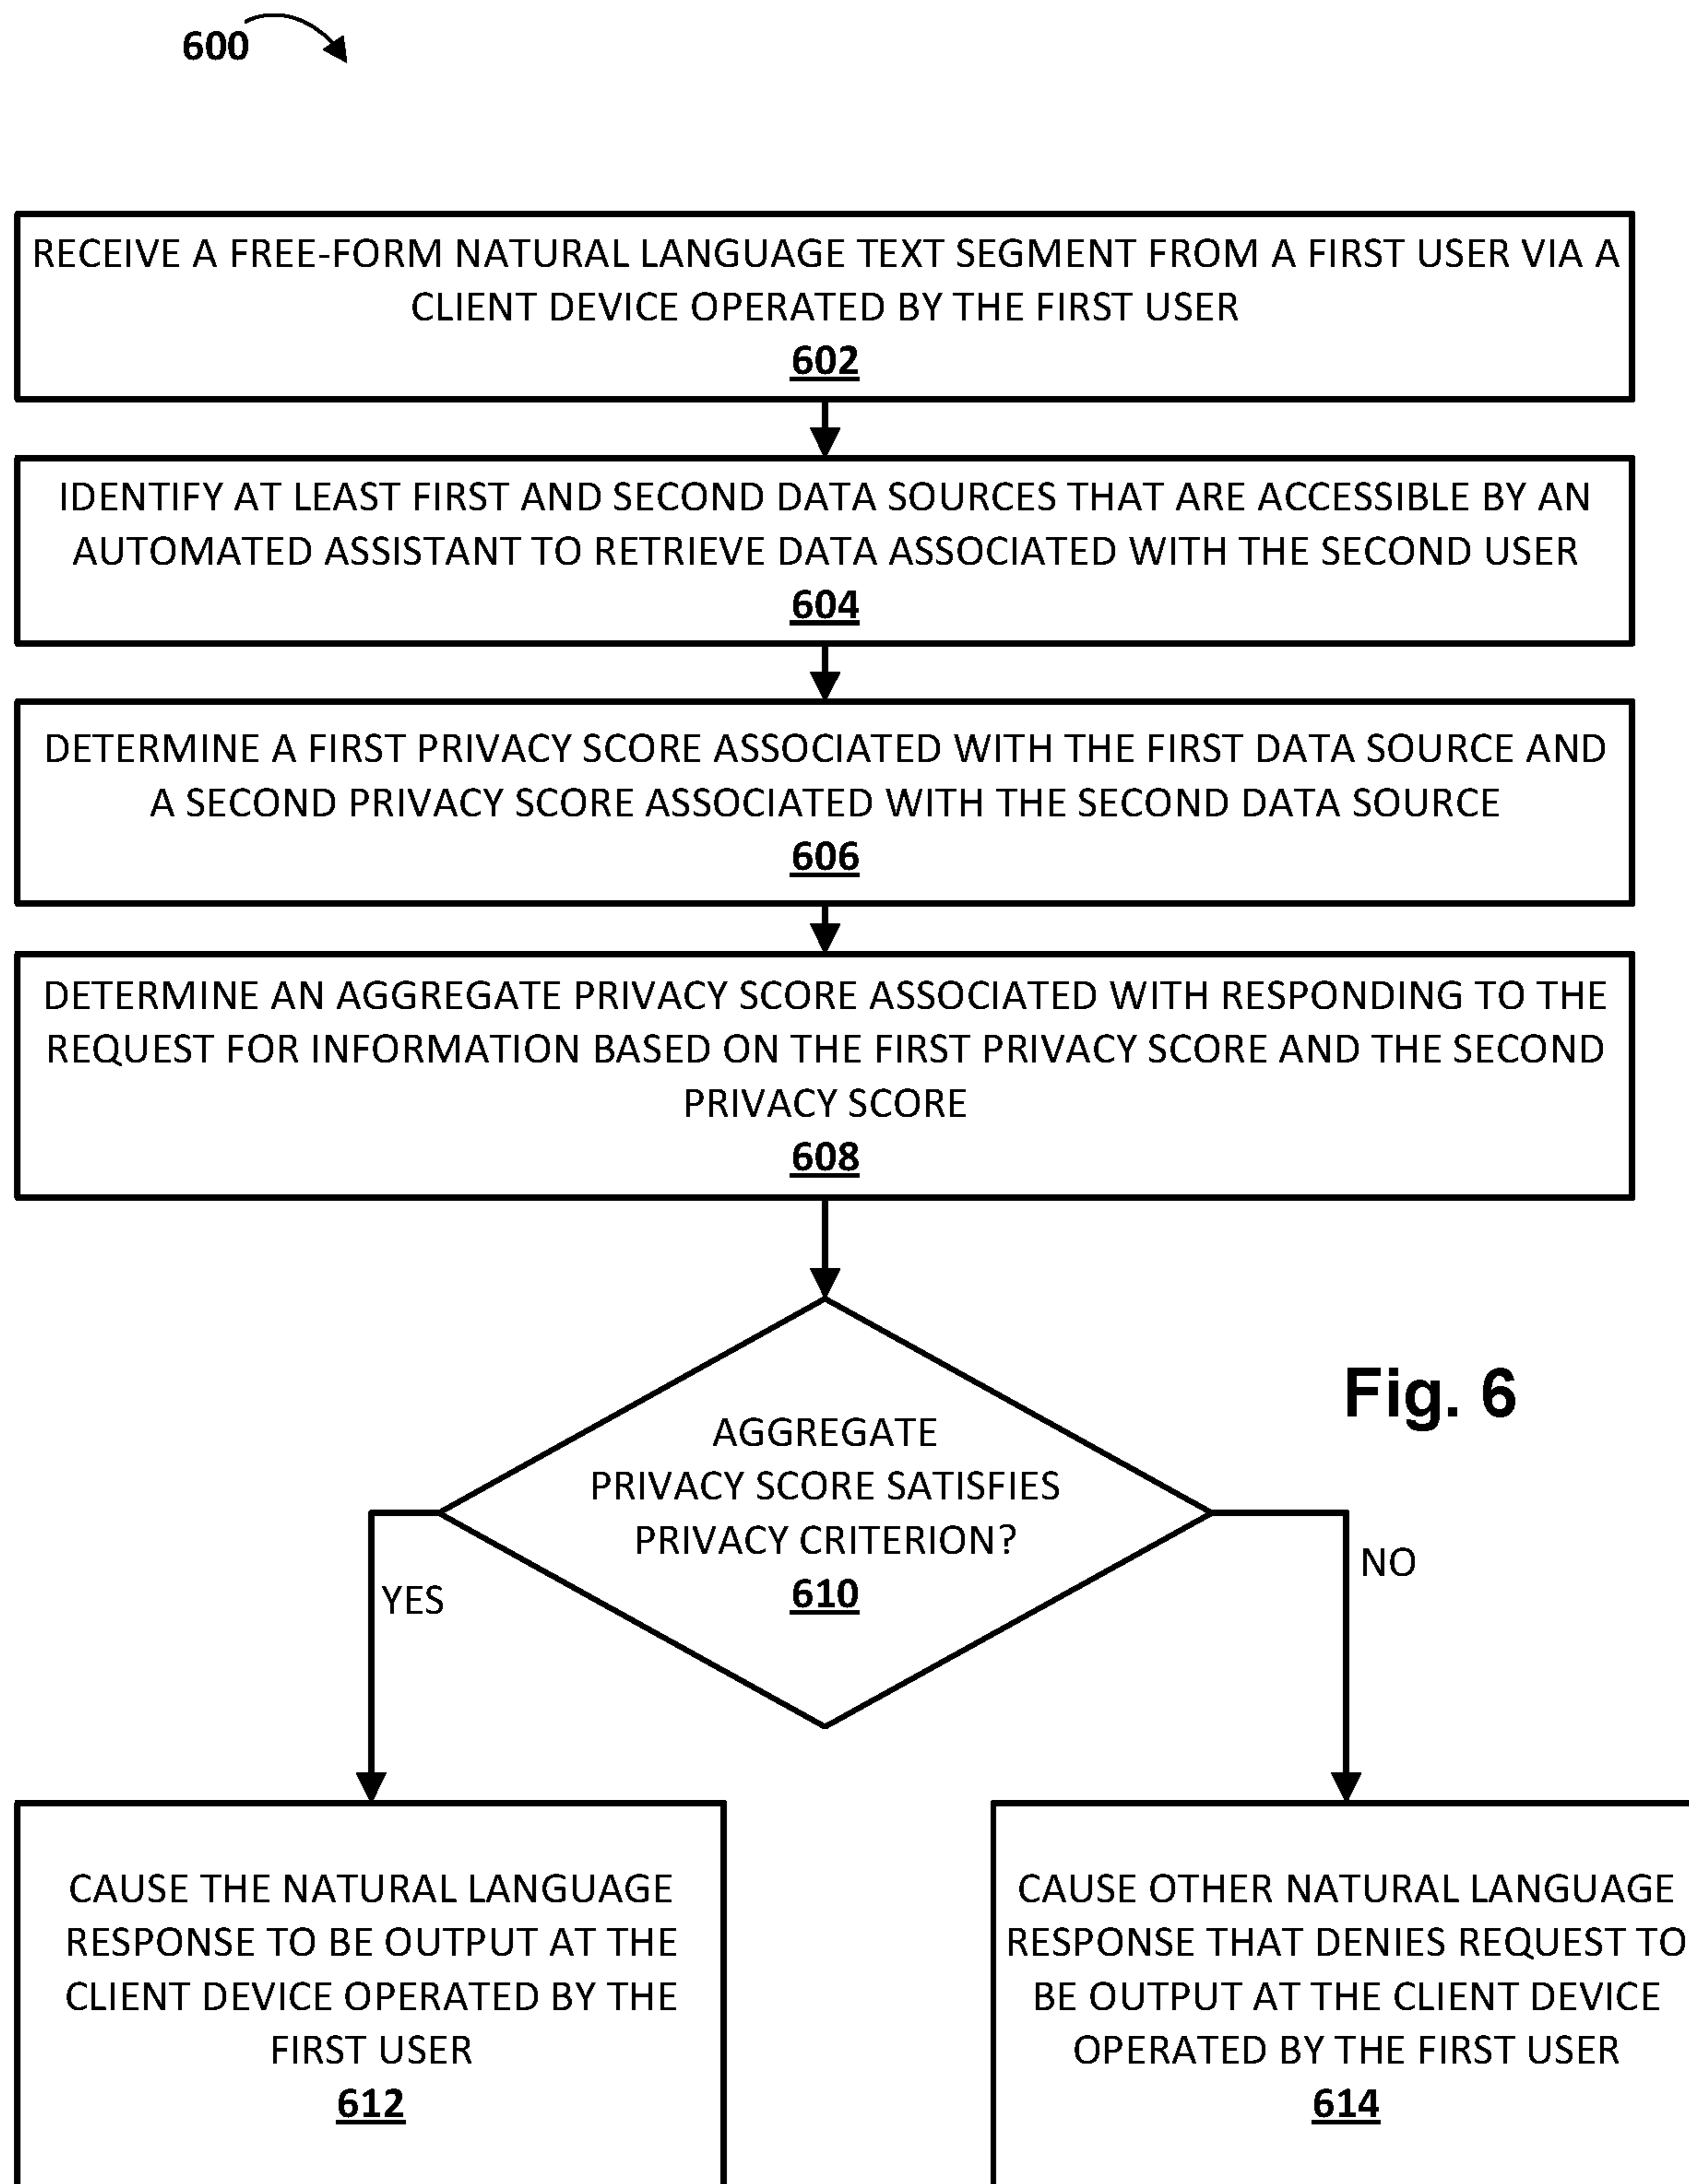 600
RECEIVE A FREE-FORM NATURAL LANGUAGE TEXT SEGMENT FROM A FIRST USER VIA A
CLIENT DEVICE OPERATED BY THE FIRST USER
602
IDENTIFY AT LEAST FIRST AND SECOND DATA SOURCES THAT ARE ACCESSIBLE BY AN
AUTOMATED ASSISTANT TO RETRIEVE DATA ASSOCIATED WITH THE SECOND USER
604
DETERMINE A FIRST PRIVACY SCORE ASSOCIATED WITH THE FIRST DATA SOURCE AND
A SECOND PRIVACY SCORE ASSOCIATED WITH THE SECOND DATA SOURCE
606
DETERMINE AN AGGREGATE PRIVACY SCORE ASSOCIATED WITH RESPONDING TO THE
REQUEST FOR INFORMATION BASED ON THE FIRST PRIVACY SCORE AND THE SECOND
PRIVACY SCORE
608
Fig. 6
AGGREGATE
PRIVACY SCORE SATISFIES
PRIVACY CRITERION?
610
YES
NO
CAUSE THE NATURAL LANGUAGE
RESPONSE TO BE OUTPUT AT THE
CLIENT DEVICE OPERATED BY THE
FIRST USER
612
CAUSE OTHER NATURAL LANGUAGE
RESPONSE THAT DENIES REQUEST TO
BE OUTPUT AT THE CLIENT DEVICE
OPERATED BY THE FIRST USER
614